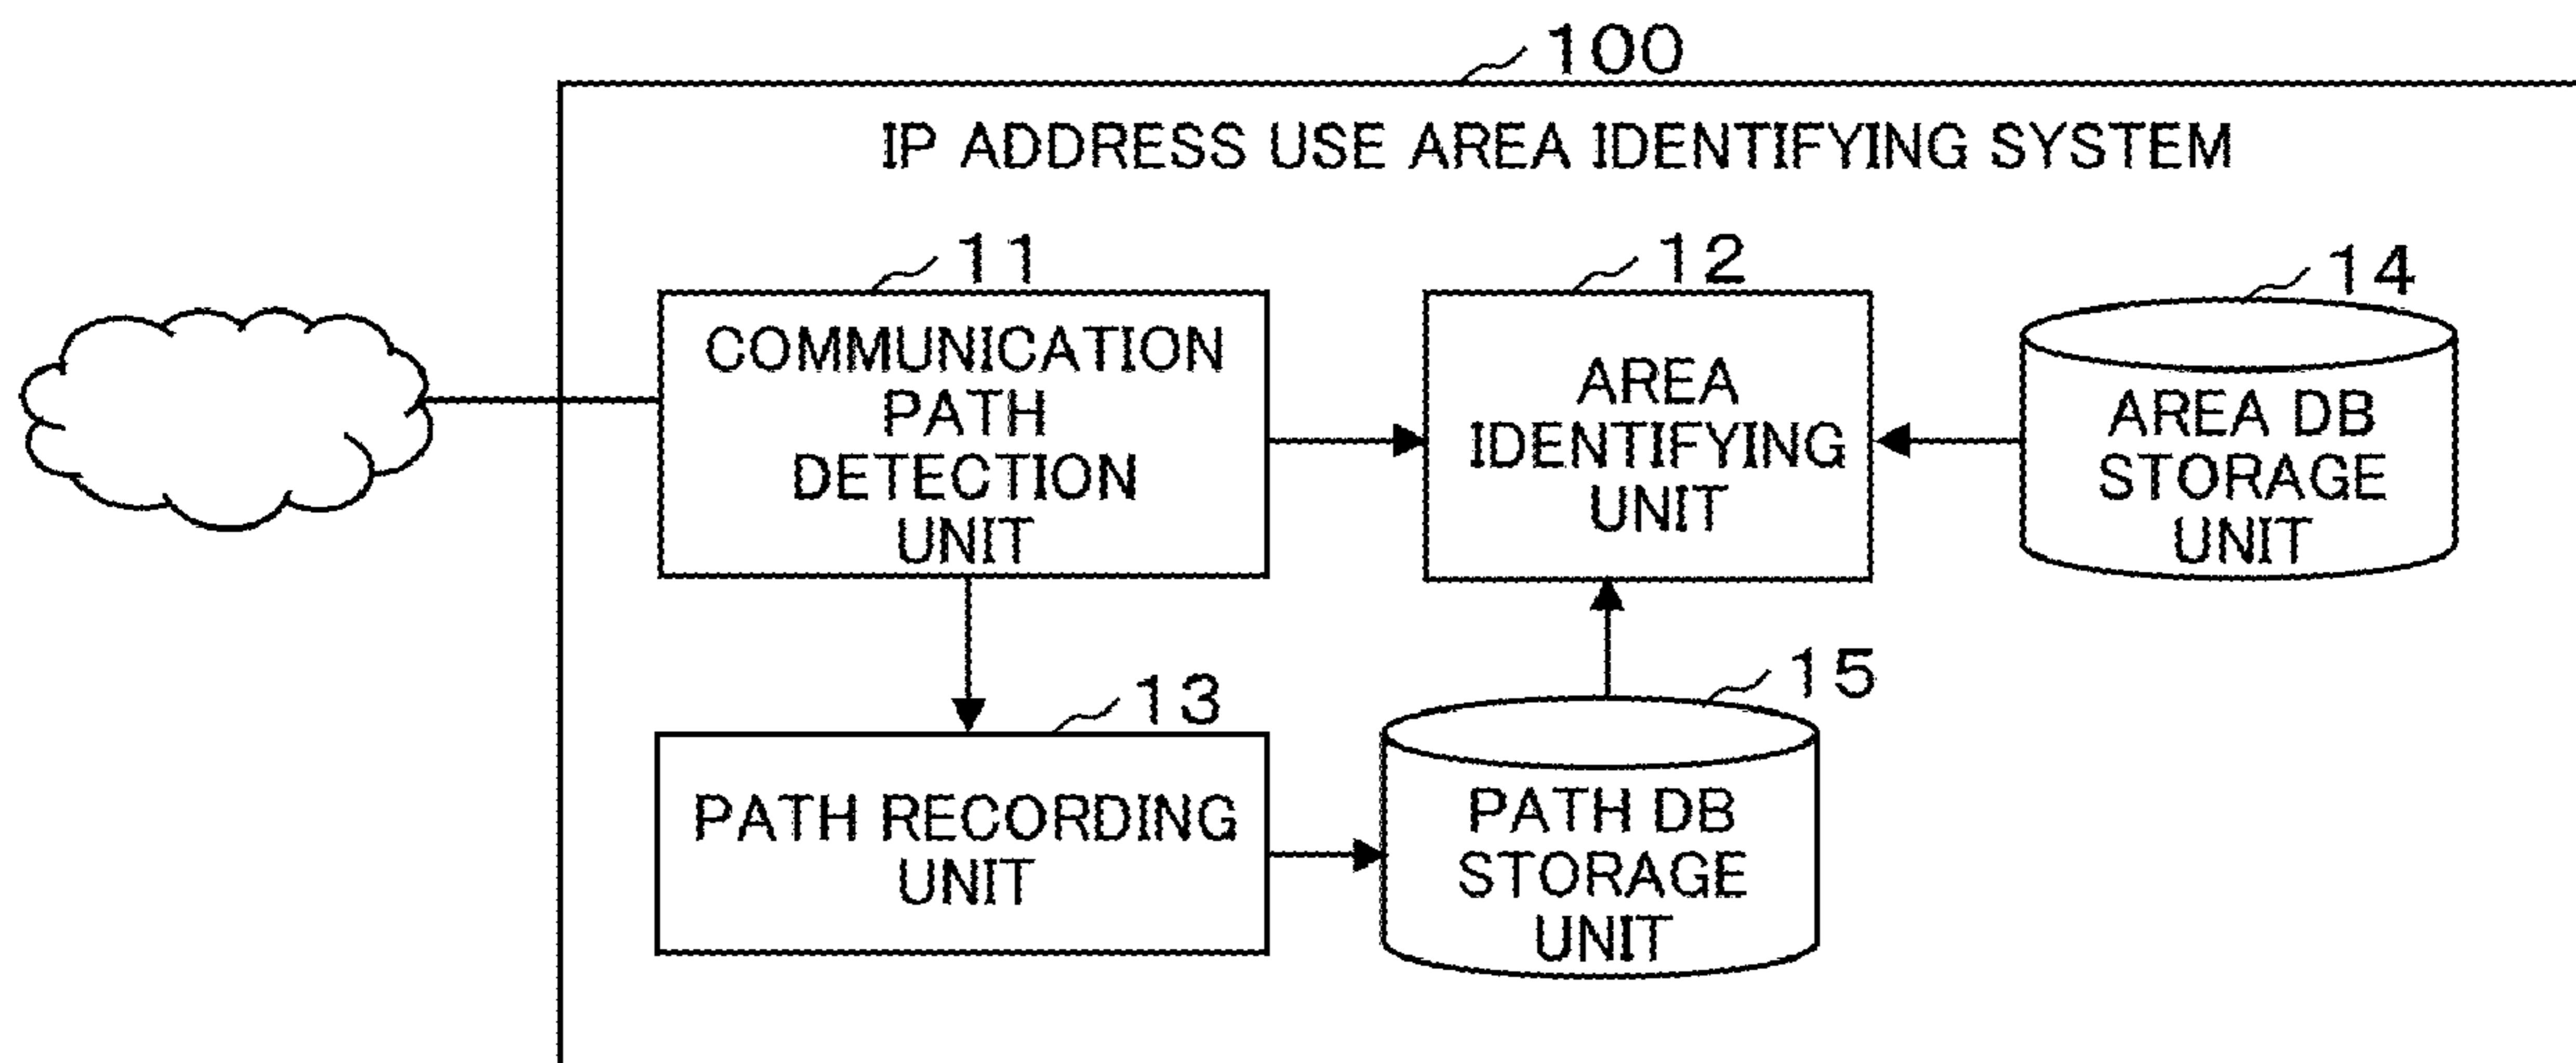 100
IP ADDRESS USE AREA IDENTIFYING SYSTEM
11
COMMUNICATION
PATH
DETECTION
UNIT
12
AREA
IDENTIFYING
UNIT
14
AREA DB
STORAGE
UNIT
13
PATH RECORDING
UNIT
15
PATH DB
STORAGE
UNIT